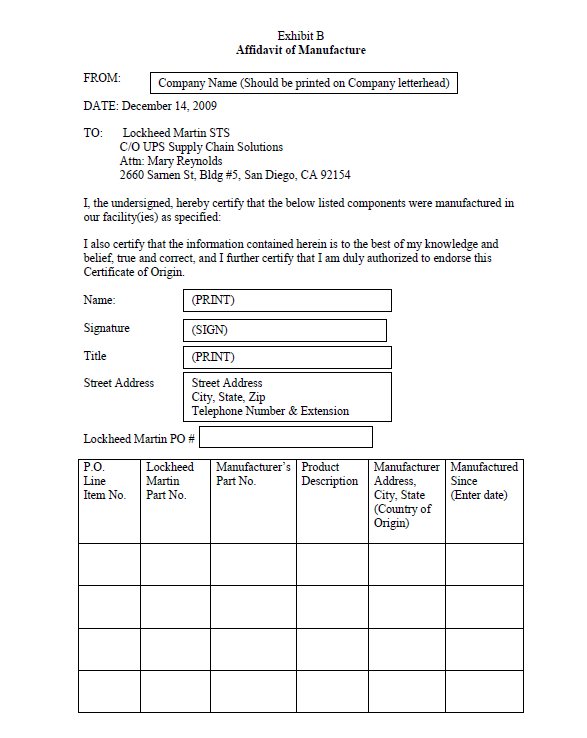 Exhibit B
Affidavit of Manufacture
FROM:
Company Name (Should be printed on Company letterhead)
DATE: December 14, 2009
TO: Lockheed Martin STS
C/O UPS Supply Chain Solutions
Attn: Mary Reynolds
2660 Sarnen St, Bldg #5, San Diego, CA 92154
I, the undersigned, hereby certify that the below listed components were manufactured in
our facility(ies) as specified:
I also certify that the information contained herein is to the best of my knowledge and
belief, true and correct, and I further certify that I am duly authorized to endorse this
Certificate of Origin.
Name: (PRINT)
Signature (SIGN)
Title (PRINT)
Street Address Street Address
City, State, Zip
Telephone Number & Extension
Lockheed Martin PO #
P.O. Lockheed Manufacturer's Product Manufacturer Manufactured
Line Martin Part No. Description Address, Since
Item No. Part No. City, State (Enter date)
(Country of
Origin)